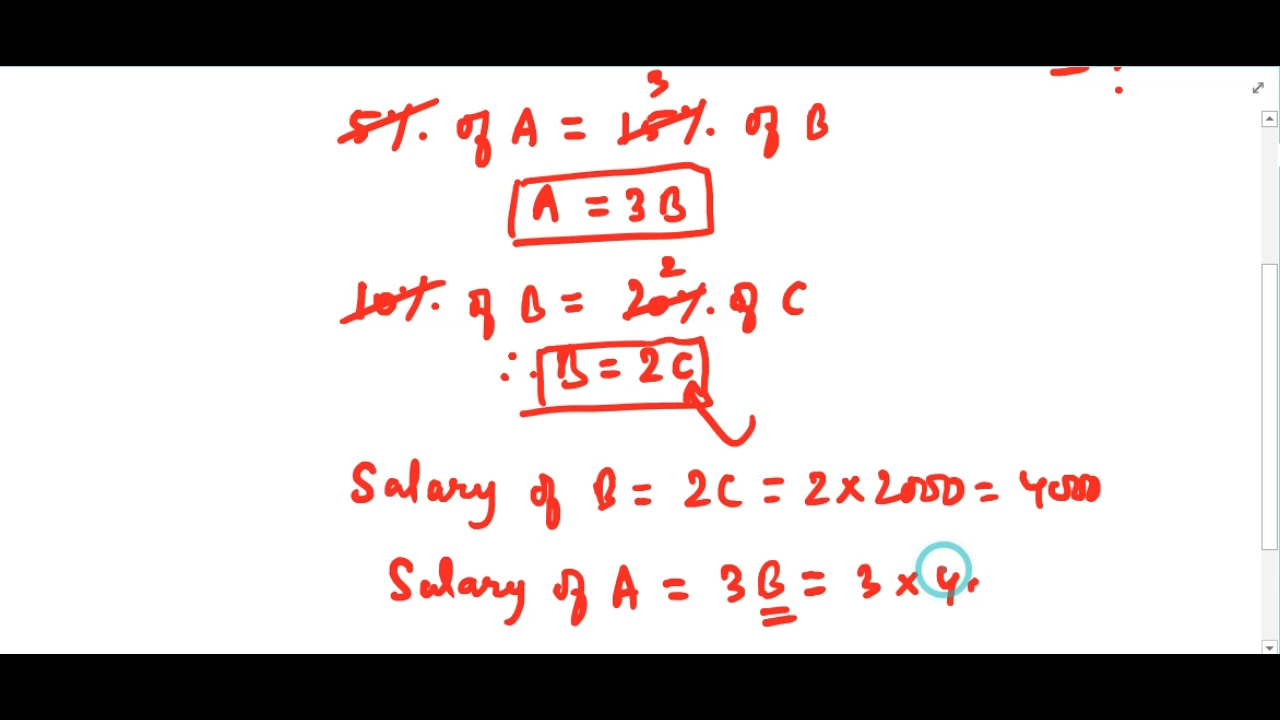 3
5%. of A = 15%. of B
A = 3B
2
10%. of B = 20%. of C
∴ B = 2C
Salary of B = 2C = 2 × 2000 = 4000
Salary of A = 3B = 3 × 4